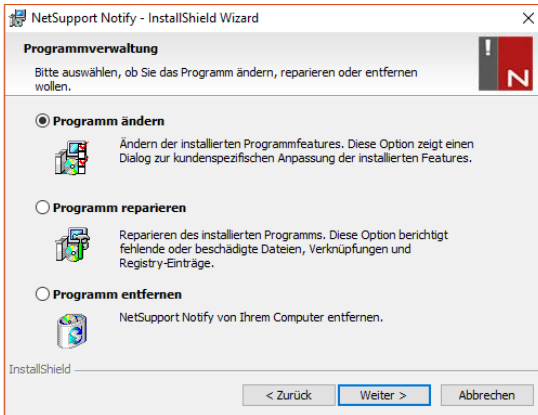 NetSupport Notify - InstallShield Wizard
Programmverwaltung
Bitte auswählen, ob Sie das Programm ändern, reparieren oder entfernen
wollen.
! N
Programm ändern
Ändern der installierten Programmfeatures. Diese Option zeigt einen
Dialog zur kundenspezifischen Anpassung der installierten Features.
Programm reparieren
Reparieren des installierten Programms. Diese Option berichtigt
fehlende oder beschädigte Dateien, Verknüpfungen und
Registry-Einträge.
Programm entfernen
NetSupport Notify von Ihrem Computer entfernen.
InstallShield
< Zurück Weiter > Abbrechen